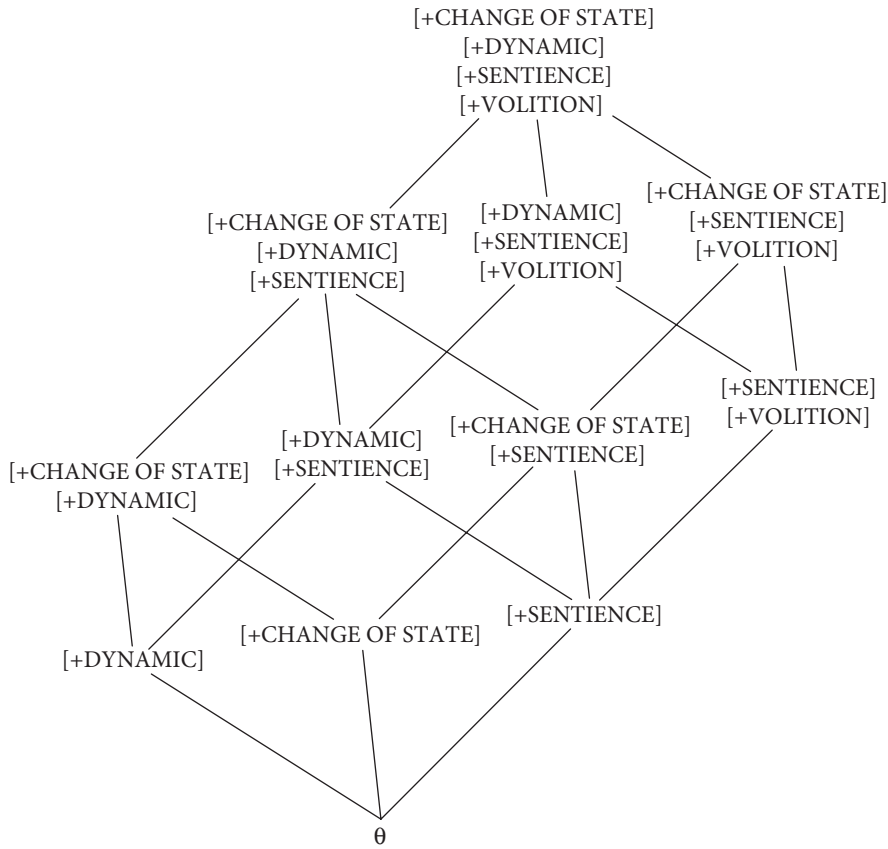 [+CHANGE OF STATE]
[+DYNAMIC]
[+SENTIENCE]
[+VOLITION]
[+CHANGE OF STATE]
[+DYNAMIC]
[+SENTIENCE]
[+DYNAMIC]
[+SENTIENCE]
[+VOLITION]
[+CHANGE OF STATE]
[+SENTIENCE]
[+VOLITION]
[+CHANGE OF STATE]
[+DYNAMIC]
[+DYNAMIC]
[+SENTIENCE]
[+CHANGE OF STATE]
[+SENTIENCE]
[+SENTIENCE]
[+VOLITION]
[+DYNAMIC]
[+CHANGE OF STATE]
[+SENTIENCE]
θ